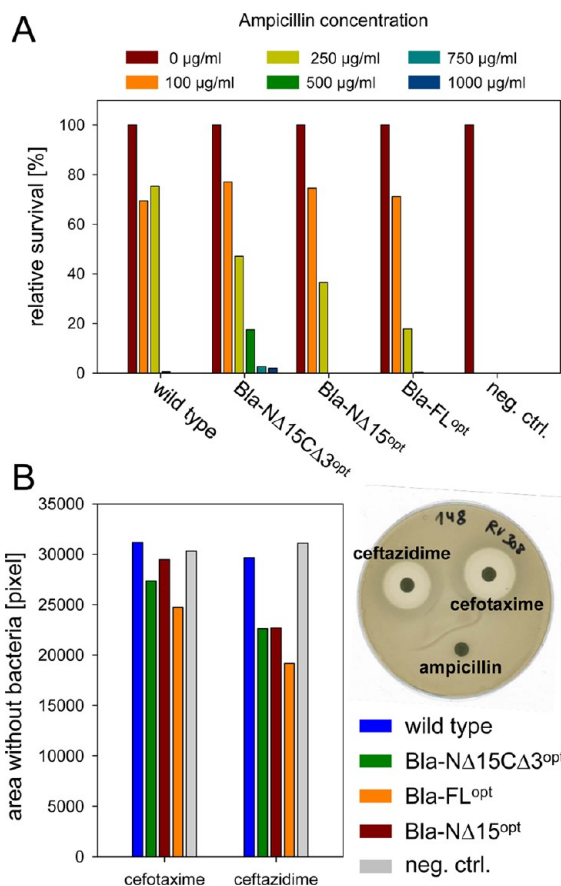 A
Ampicillin concentration
0 µg/ml 250 µg/ml 750 µg/ml
100 µg/ml 500 µg/ml 1000 µg/ml
relative survival [%]
100
80
60
40
20
0
wild type
Bla-NΔ15CΔ3opt
Bla-NΔ15opt
Bla-FLopt
neg. ctrl.
B
area without bacteria [pixel]
35000
30000
25000
20000
15000
10000
5000
0
cefotaxime ceftazidime
148 RV308
ceftazidime
cefotaxime
ampicillin
wild type
Bla-NΔ15CΔ3opt
Bla-FLopt
Bla-NΔ15opt
neg. ctrl.